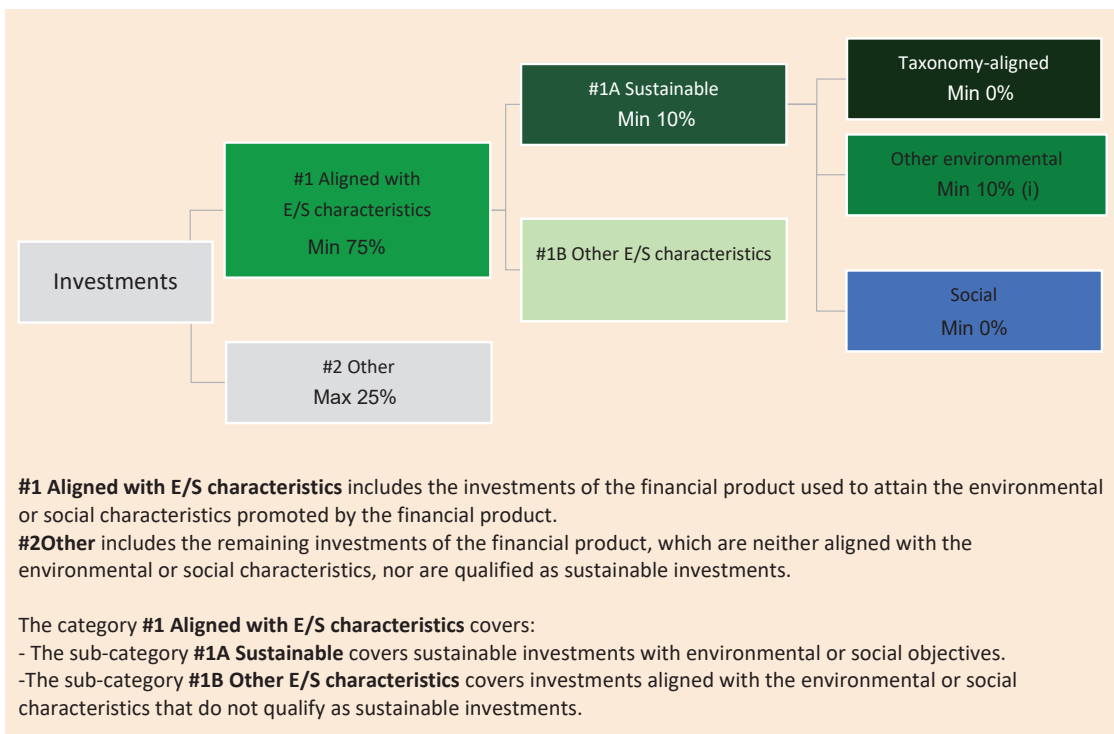 Investments
#1 Aligned with
E/S characteristics
Min 75%
#2 Other
Max 25%
#1A Sustainable
Min 10%
#1B Other E/S characteristics
Taxonomy-aligned
Min 0%
Other environmental
Min 10% (i)
Social
Min 0%
#1 Aligned with E/S characteristics includes the investments of the financial product used to attain the environmental
or social characteristics promoted by the financial product.
#2Other includes the remaining investments of the financial product, which are neither aligned with the
environmental or social characteristics, nor are qualified as sustainable investments.
The category #1 Aligned with E/S characteristics covers:
- The sub-category #1A Sustainable covers sustainable investments with environmental or social objectives.
-The sub-category #1B Other E/S characteristics covers investments aligned with the environmental or social
characteristics that do not qualify as sustainable investments.